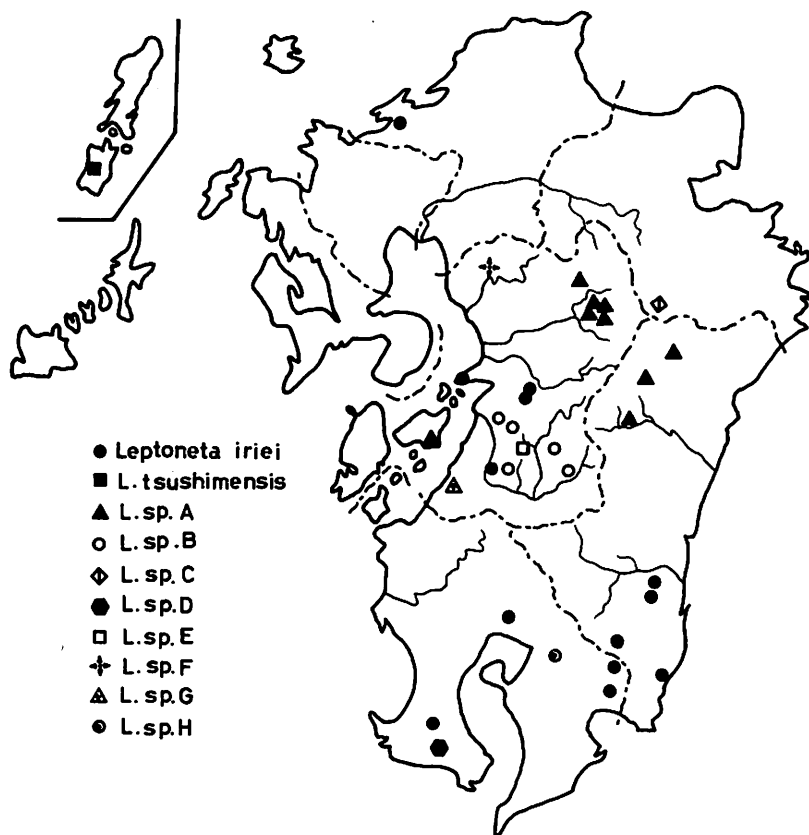 Leptoneta iriei
L. tsushimensis
L. sp. A
L. sp. B
L. sp. C
L. sp. D
L. sp. E
L. sp. F
L. sp. G
L. sp. H